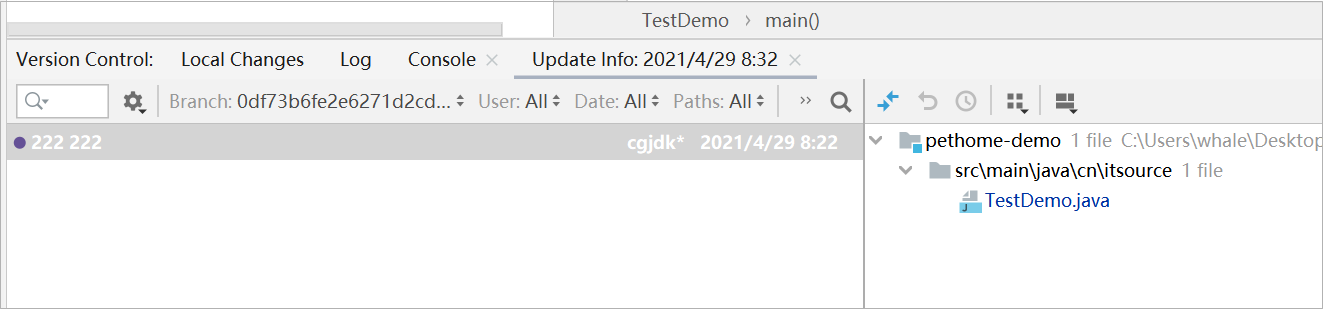 TestDemo › main()
Version Control: Local Changes Log Console × Update Info: 2021/4/29 8:32 ×
Branch: 0df73b6fe2e6271d2cd... User: All Date: All Paths: All »
222 222 cgjdk* 2021/4/29 8:22
pethome-demo 1 file C:\Users\whale\Desktop
src\main\java\cn\itsource 1 file
TestDemo.java